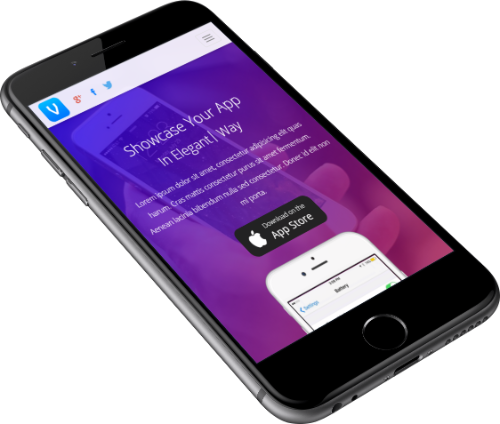 V
Showcase Your App
In Elegant| Way
Lorem ipsum dolor sit amet, consectetur adipisicing elit quas
harum. Eras mattis consectetur purus sit amet fermentum.
Aenean lacinia bibendum nulla sed consectetur. Donec id elit non
mi porta.
Download on the
App Store
Settings
Battery